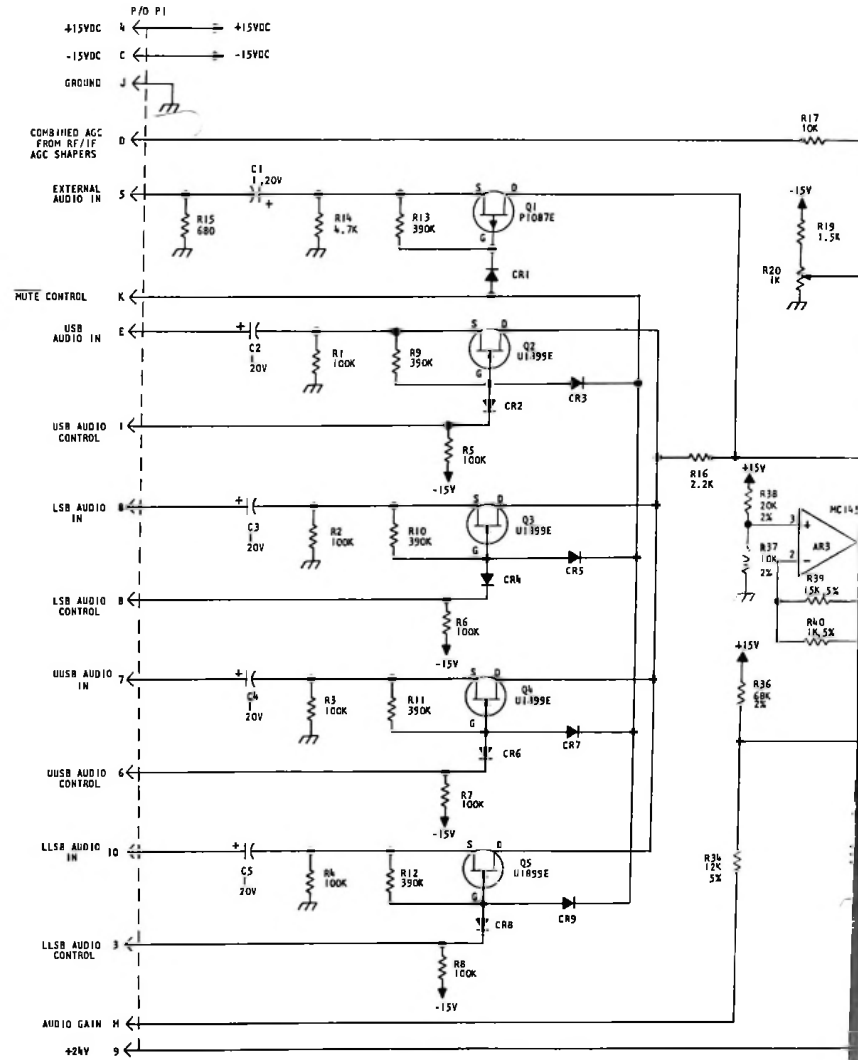 P/O P1
+15VDC 4 +15VDC
-15VDC C -15VDC
GROUND J
COMBINED AGC
FROM RF/IF D
AGC SHAPERS
R17
10K
EXTERNAL
AUDIO IN 5
C1
20V
+
R15
680
R14
4.7K
R13
390K
S D
Q1
P1087E
G
CR1
-15V
R19
1.5K
R20
1K
MUTE CONTROL K
USB
AUDIO IN E
+
C2
1
20V
R1
100K
R9
390K
S D
Q2
U1899E
G
CR2
CR3
USB AUDIO
CONTROL 1
R5
100K
-15V
R16
2.2K
+15V
R38
20K
2%
3 +
2 -
AR3
R37
10K
2%
R39
15K 5%
R40
1K 5%
LSB AUDIO
IN
+
C3
1
20V
R2
100K
R10
390K
S D
Q3
U1899E
G
CR4
CR5
LSB AUDIO
CONTROL B
R6
100K
-15V
+15V
R36
68K
2%
UUSB AUDIO
IN 7
+
C4
1
20V
R3
100K
R11
390K
S D
Q4
U1899E
G
CR6
CR7
UUSB AUDIO
CONTROL 6
R7
100K
-15V
R34
12K
5%
LLSB AUDIO
IN 10
+
C5
1
20V
R4
100K
R12
390K
S D
Q5
U1899E
G
CR8
CR9
LLSB AUDIO
CONTROL 3
R8
100K
-15V
AUDIO GAIN M
+24V 9